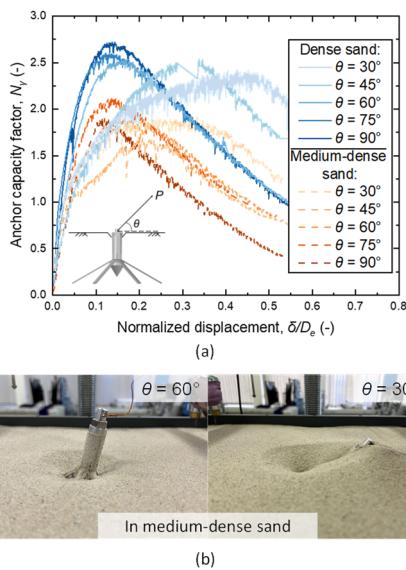 3.0
2.5
2.0
1.5
1.0
0.5
0.0
Anchor capacity factor, Nγ (-)
Dense sand:
θ = 30°
θ = 45°
θ = 60°
θ = 75°
θ = 90°
Medium-dense
sand:
θ = 30°
θ = 45°
θ = 60°
θ = 75°
θ = 90°
P
θ
0.0 0.1 0.2 0.3 0.4 0.5 0.6 0.7 0.8
Normalized displacement, δ/De (-)
(a)
θ = 60°
θ = 30
In medium-dense sand
(b)